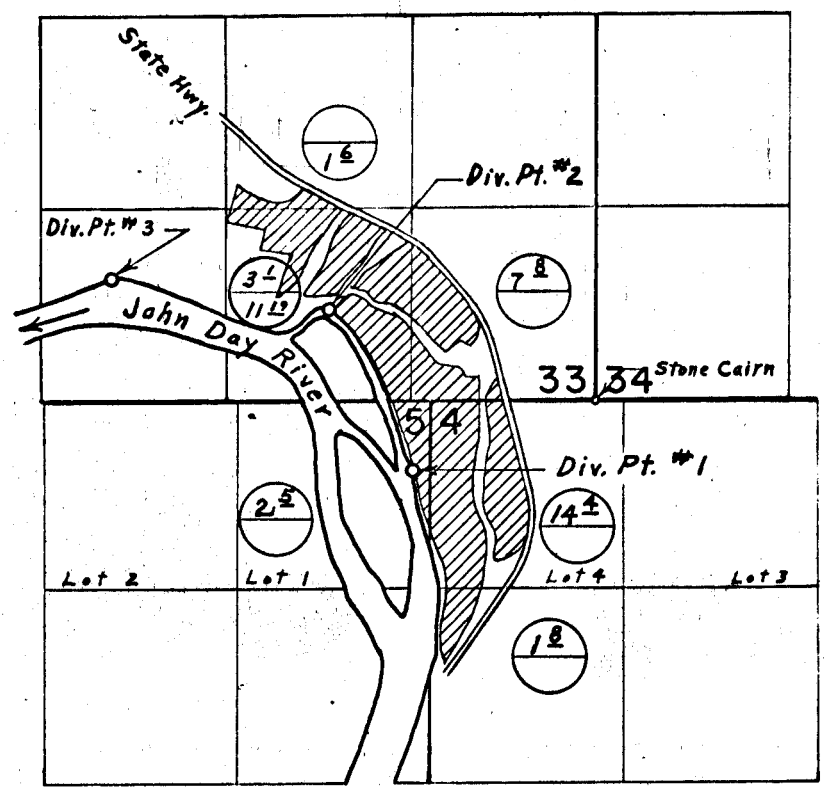 State Hwy.
1 6
Div. Pt. #2
Div. Pt. #3
3 1
11 19
7 8
John Day River
33 34 Stone Cairn
5 4
Div. Pt. #1
2 5
14 4
Lot 2 Lot 1 Lot 4 Lot 3
1 8